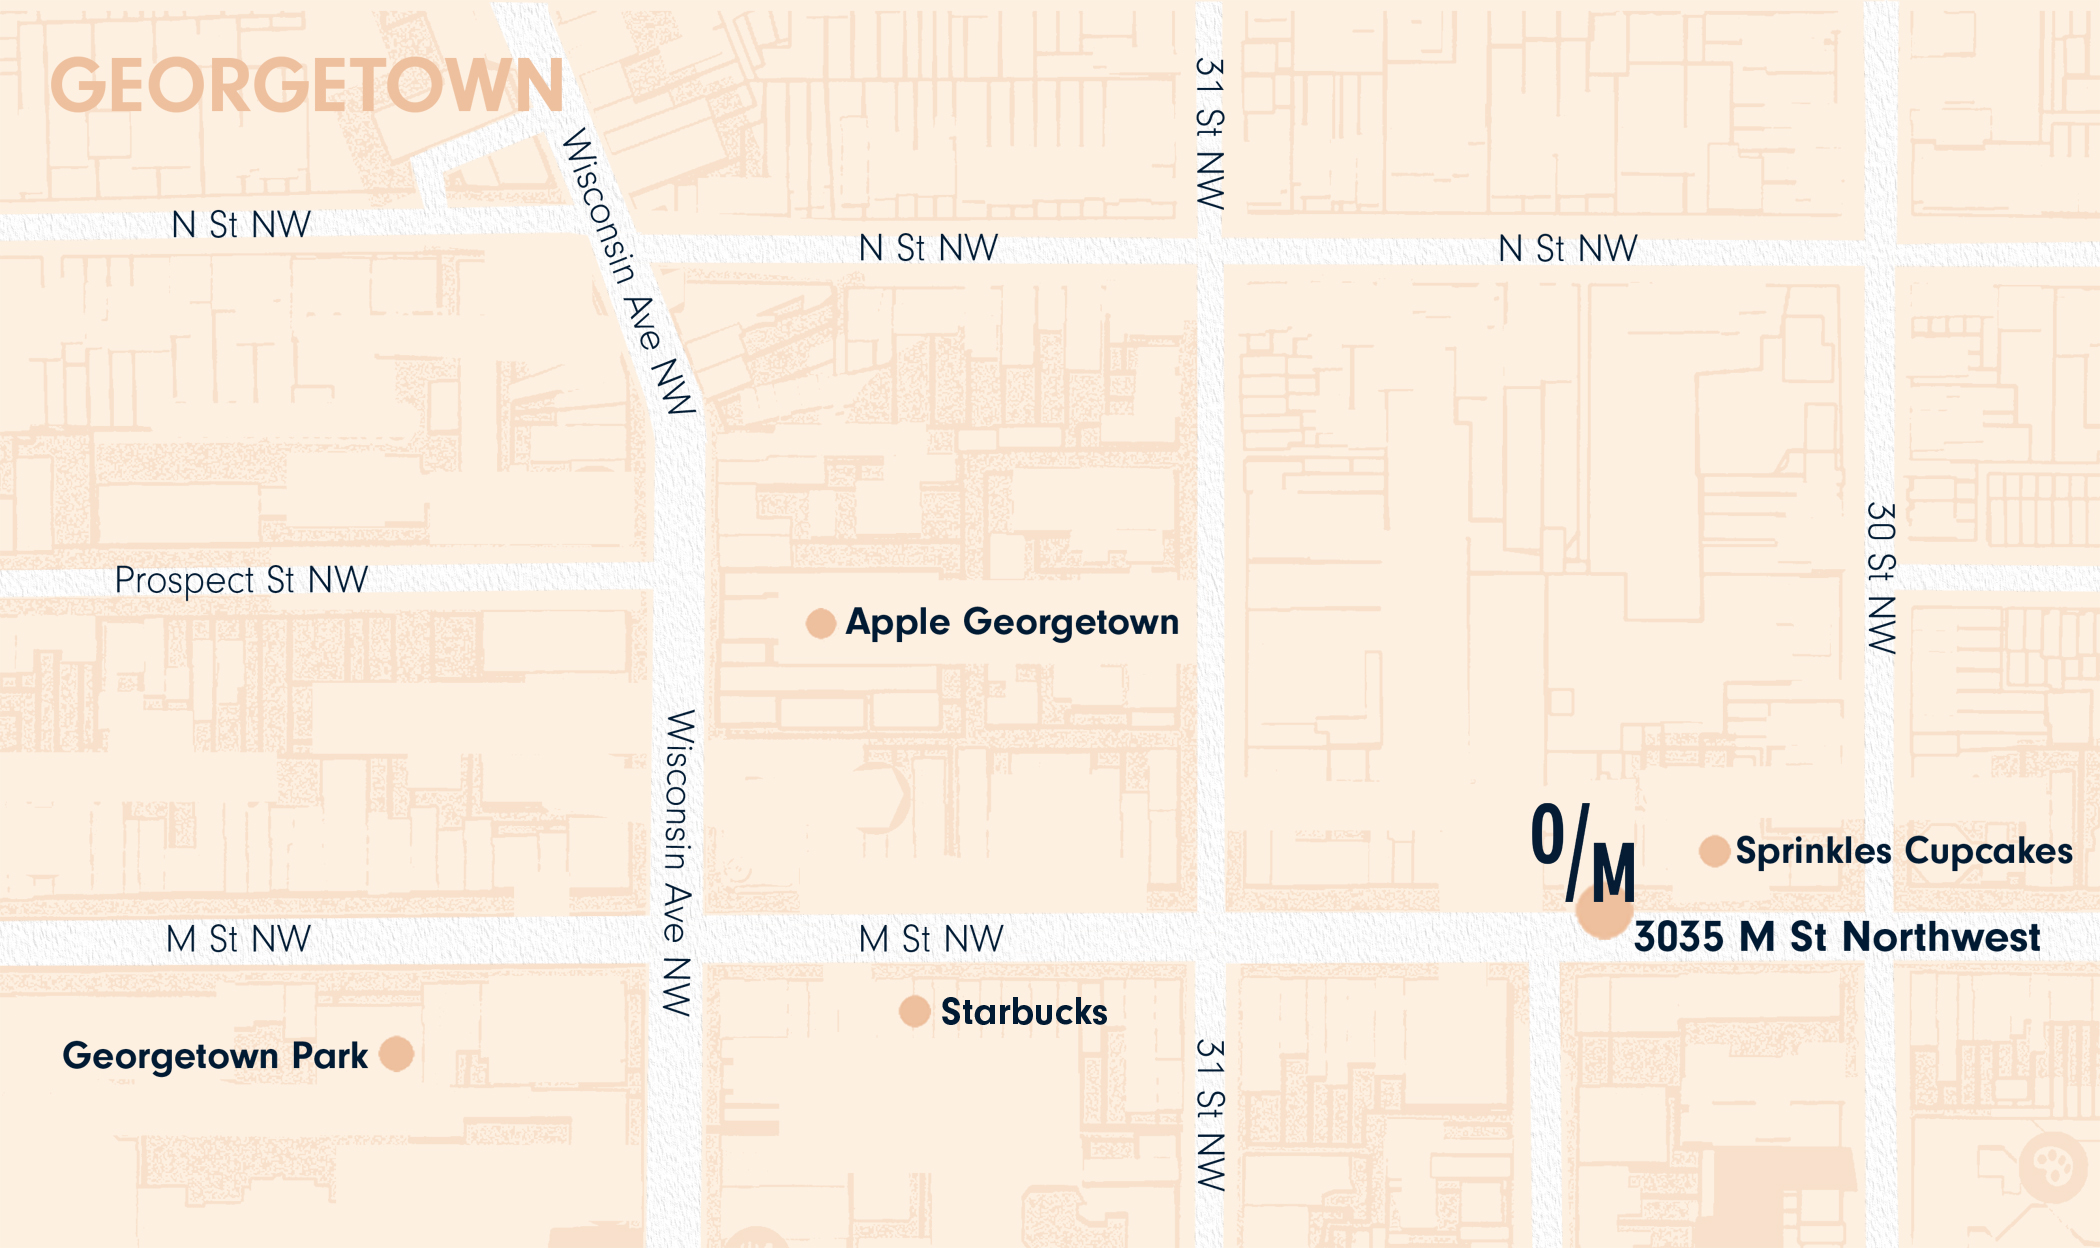 GEORGETOWN
31 St NW
Wisconsin Ave NW
N St NW
N St NW
N St NW
30 St NW
Prospect St NW
Apple Georgetown
Wisconsin Ave NW
O/M
Sprinkles Cupcakes
M St NW
M St NW
3035 M St Northwest
Starbucks
Georgetown Park
31 St NW